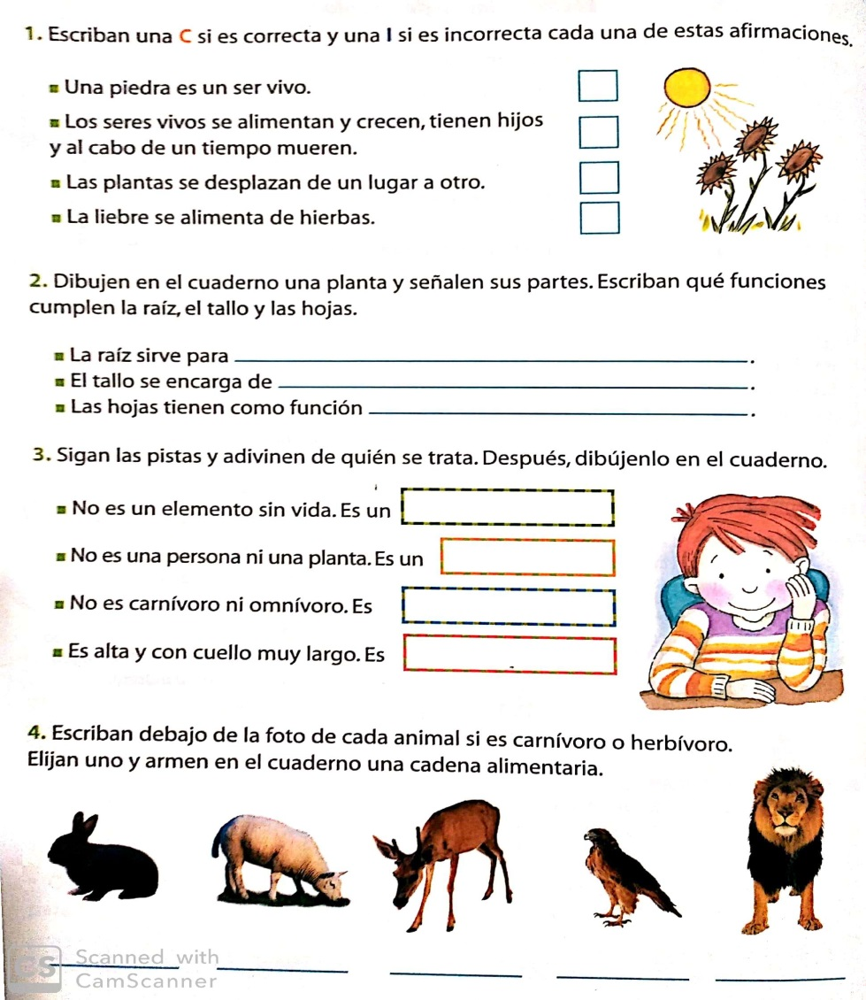 1. Escriban una C si es correcta y una I si es incorrecta cada una de estas afirmaciones.
Una piedra es un ser vivo.
Los seres vivos se alimentan y crecen, tienen hijos
y al cabo de un tiempo mueren.
Las plantas se desplazan de un lugar a otro.
La liebre se alimenta de hierbas.
2. Dibujen en el cuaderno una planta y señalen sus partes. Escriban qué funciones
cumplen la raíz, el tallo y las hojas.
La raíz sirve para ____.
El tallo se encarga de ____.
Las hojas tienen como función ____.
3. Sigan las pistas y adivinen de quién se trata. Después, dibújenlo en el cuaderno.
No es un elemento sin vida. Es un
No es una persona ni una planta. Es un
No es carnívoro ni omnívoro. Es
Es alta y con cuello muy largo. Es
4. Escriban debajo de la foto de cada animal si es carnívoro o herbívoro.
Elijan uno y armen en el cuaderno una cadena alimentaria.
CS Scanned with
CamScanner